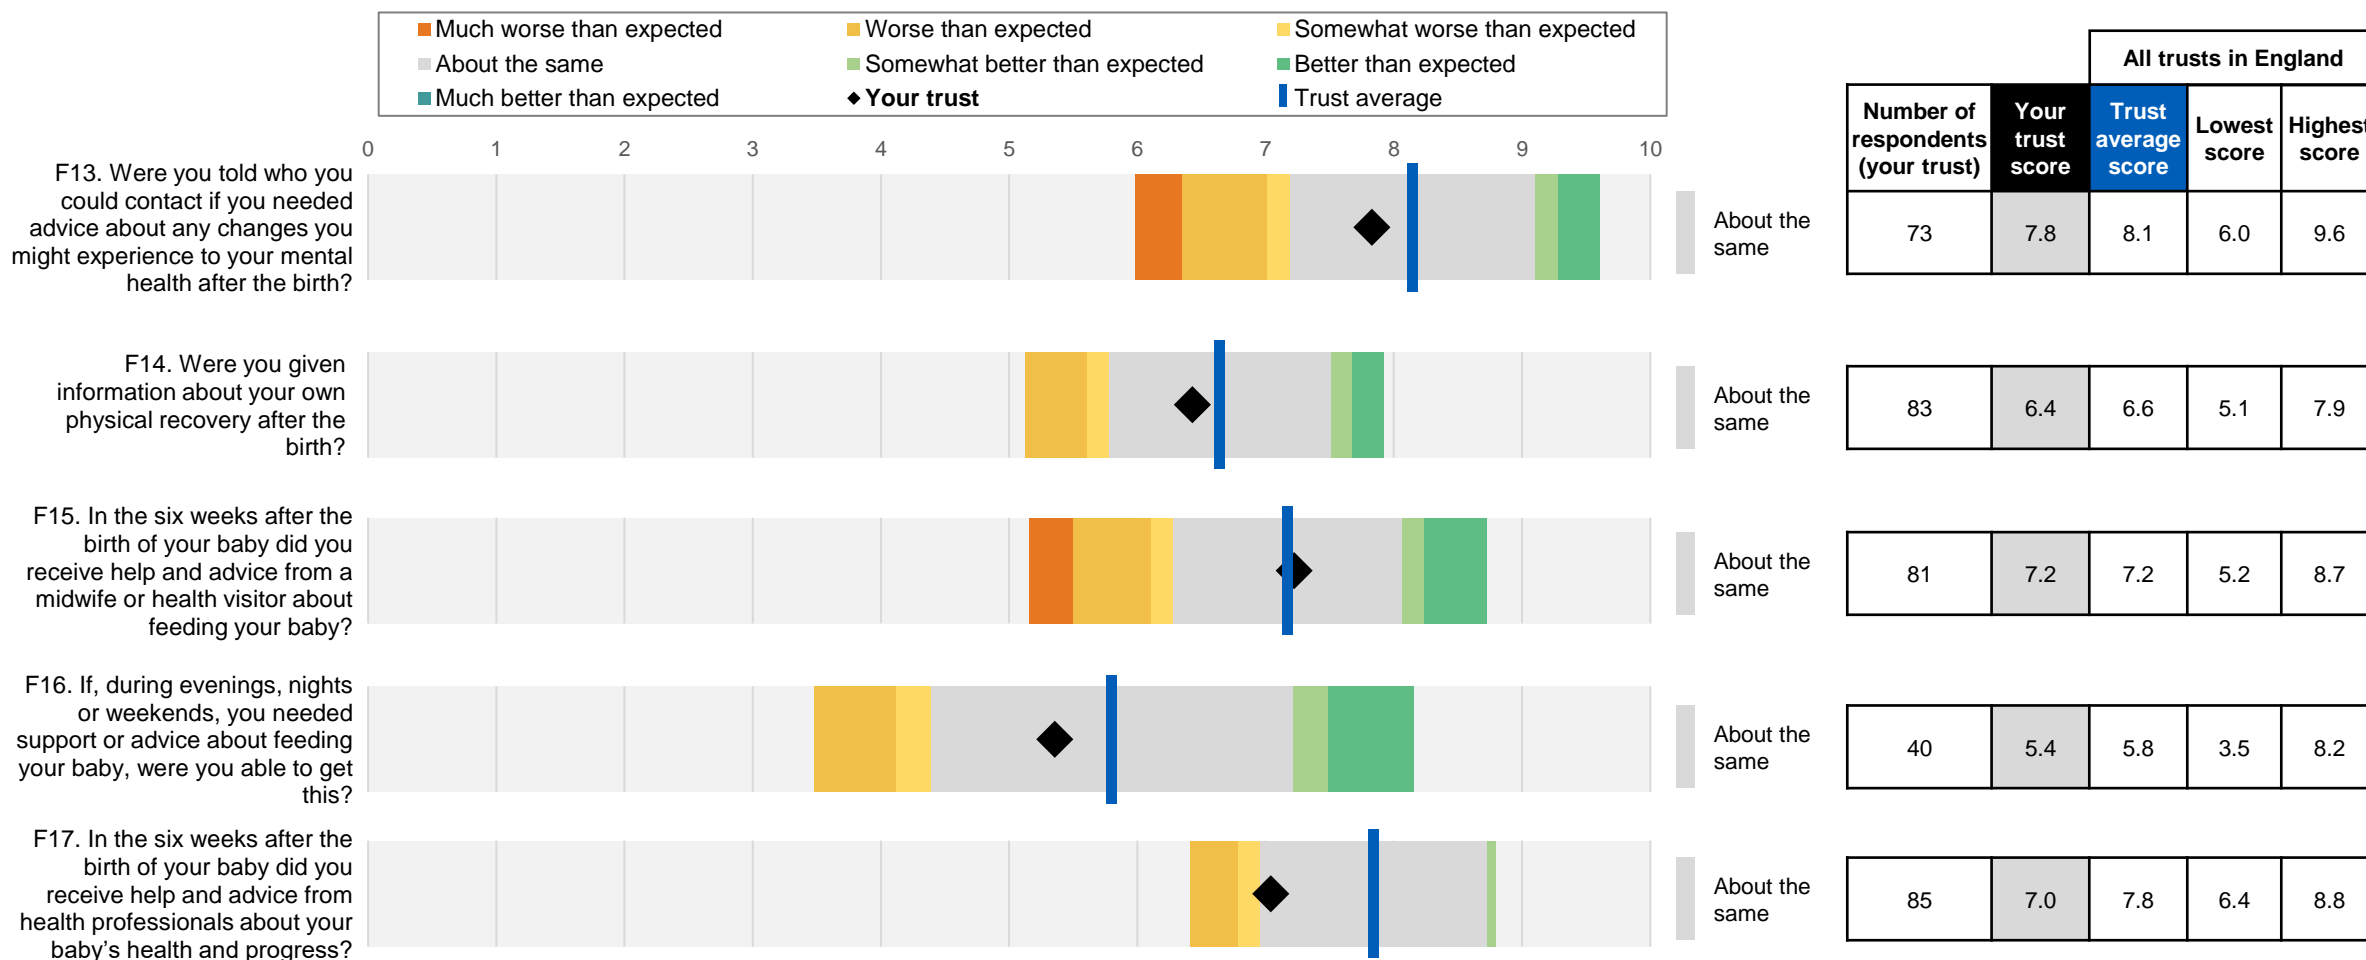 Much worse than expected
Worse than expected
Somewhat worse than expected
About the same
Somewhat better than expected
Better than expected
Much better than expected
Your trust
Trust average
All trusts in England
Number of
respondents
(your trust)
Your
trust
score
Trust
average
score
Lowest
score
Highest
score
0 1 2 3 4 5 6 7 8 9 10
F13. Were you told who you
could contact if you needed
advice about any changes you
might experience to your mental
health after the birth?
About the
same
73 7.8 8.1 6.0 9.6
F14. Were you given
information about your own
physical recovery after the
birth?
About the
same
83 6.4 6.6 5.1 7.9
F15. In the six weeks after the
birth of your baby did you
receive help and advice from a
midwife or health visitor about
feeding your baby?
About the
same
81 7.2 7.2 5.2 8.7
F16. If, during evenings, nights
or weekends, you needed
support or advice about feeding
your baby, were you able to get
this?
About the
same
40 5.4 5.8 3.5 8.2
F17. In the six weeks after the
birth of your baby did you
receive help and advice from
health professionals about your
baby’s health and progress?
About the
same
85 7.0 7.8 6.4 8.8